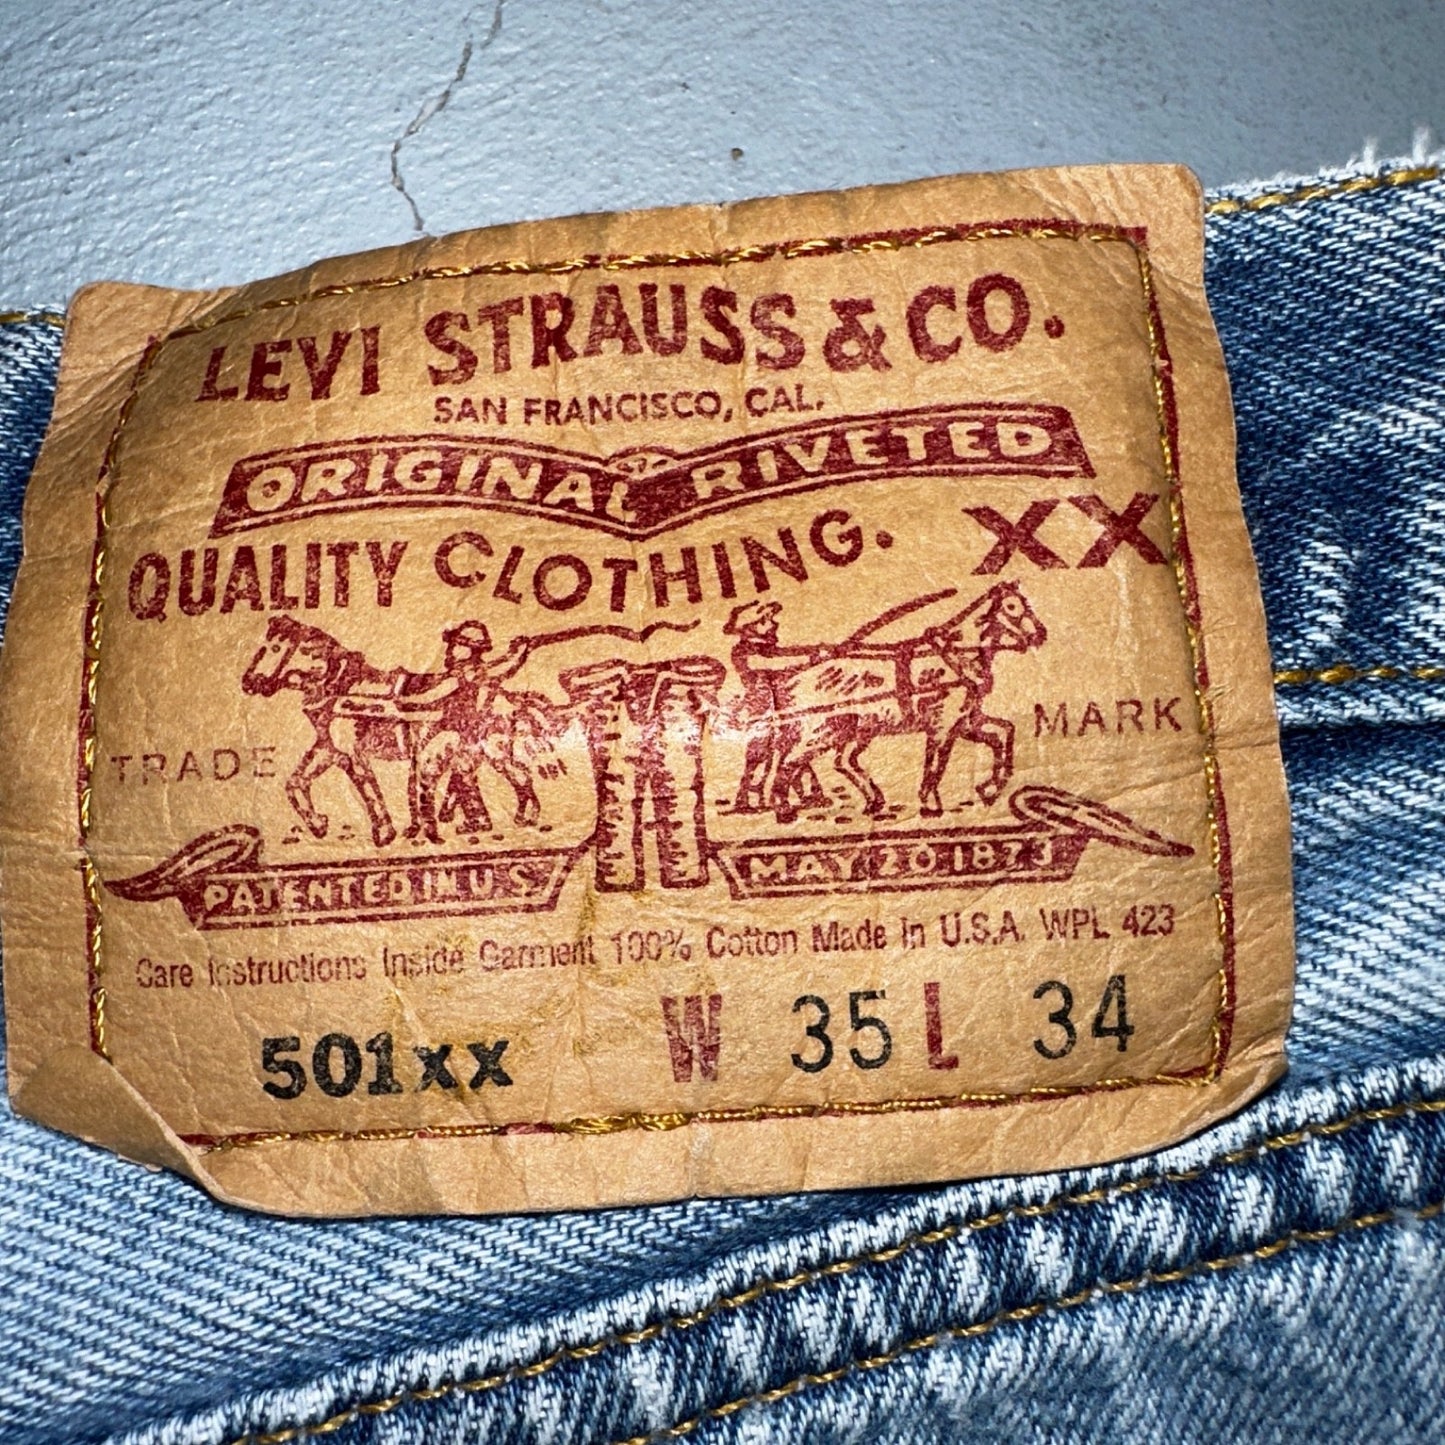 LEVI STRAUSS & CO.
SAN FRANCISCO, CAL.
ORIGINAL RIVETED
QUALITY CLOTHING. XX
TRADE MARK
PATENTED IN U.S. MAY 20 1873
Care Instructions Inside Garment 100% Cotton Made in U.S.A. WPL 423
501xx W 35 L 34